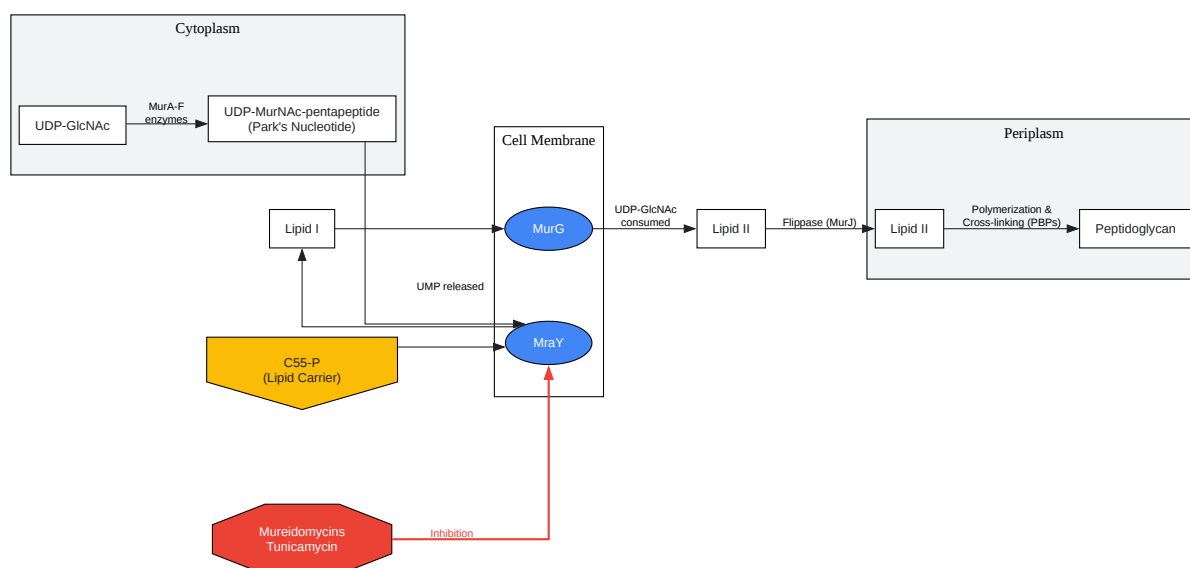 Cytoplasm
MurA-F
enzymes
UDP-GlcNAc
UDP-MurNAc-pentapeptide
(Park's Nucleotide)
Cell Membrane
Periplasm
Lipid I
MurG
UDP-GlcNAc
consumed
Lipid II
Flippase (MurJ)
Lipid II
Polymerization &
Cross-linking (PBPs)
Peptidoglycan
UMP released
MraY
C55-P
(Lipid Carrier)
Mureidomycins
Tunicamycin
Inhibition